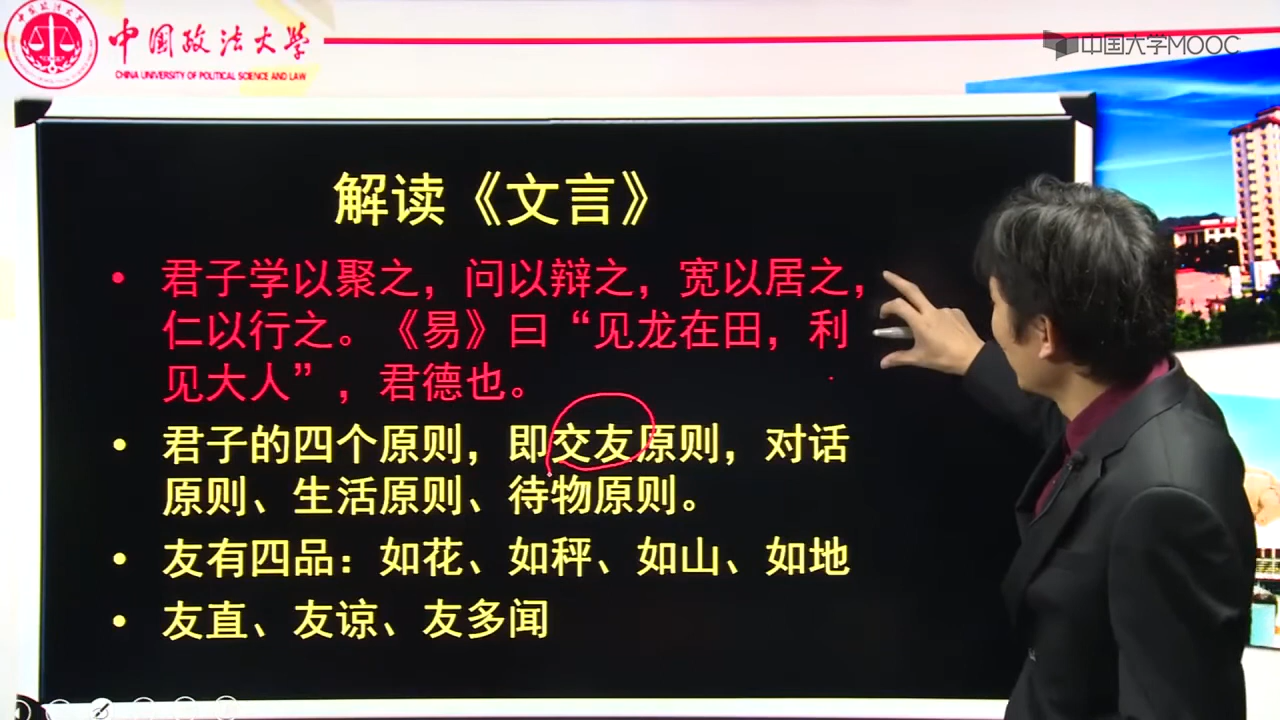 中国政法大学
CHINA UNIVERSITY OF POLITICAL SCIENCE AND LAW
中国大学MOOC
解读《文言》
• 君子学以聚之，问以辩之，宽以居之，
仁以行之。《易》曰“见龙在田，利
见大人”，君德也。
• 君子的四个原则，即交友原则，对话
原则、生活原则、待物原则。
• 友有四品：如花、如秤、如山、如地
• 友直、友谅、友多闻